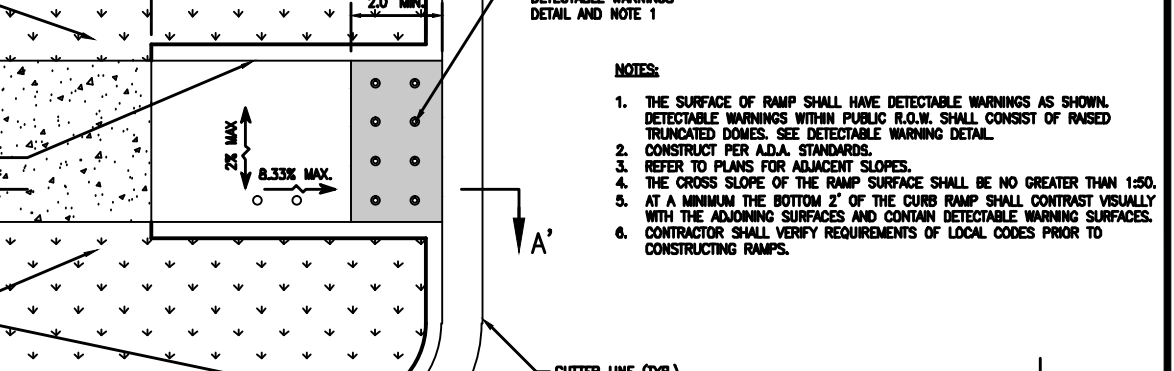 2.0' MIN.
DETECTABLE WARNINGS
DETAIL AND NOTE 1
NOTES:
1. THE SURFACE OF RAMP SHALL HAVE DETECTABLE WARNINGS AS SHOWN.
DETECTABLE WARNINGS WITHIN PUBLIC R.O.W. SHALL CONSIST OF RAISED
TRUNCATED DOMES. SEE DETECTABLE WARNING DETAIL.
2. CONSTRUCT PER A.D.A. STANDARDS.
3. REFER TO PLANS FOR ADJACENT SLOPES.
4. THE CROSS SLOPE OF THE RAMP SURFACE SHALL BE NO GREATER THAN 1:50.
5. AT A MINIMUM THE BOTTOM 2' OF THE CURB RAMP SHALL CONTRAST VISUALLY
WITH THE ADJOINING SURFACES AND CONTAIN DETECTABLE WARNING SURFACES.
6. CONTRACTOR SHALL VERIFY REQUIREMENTS OF LOCAL CODES PRIOR TO
CONSTRUCTING RAMPS.
2% MAX
8.33% MAX.
A'
GUTTER LINE (TYP.)